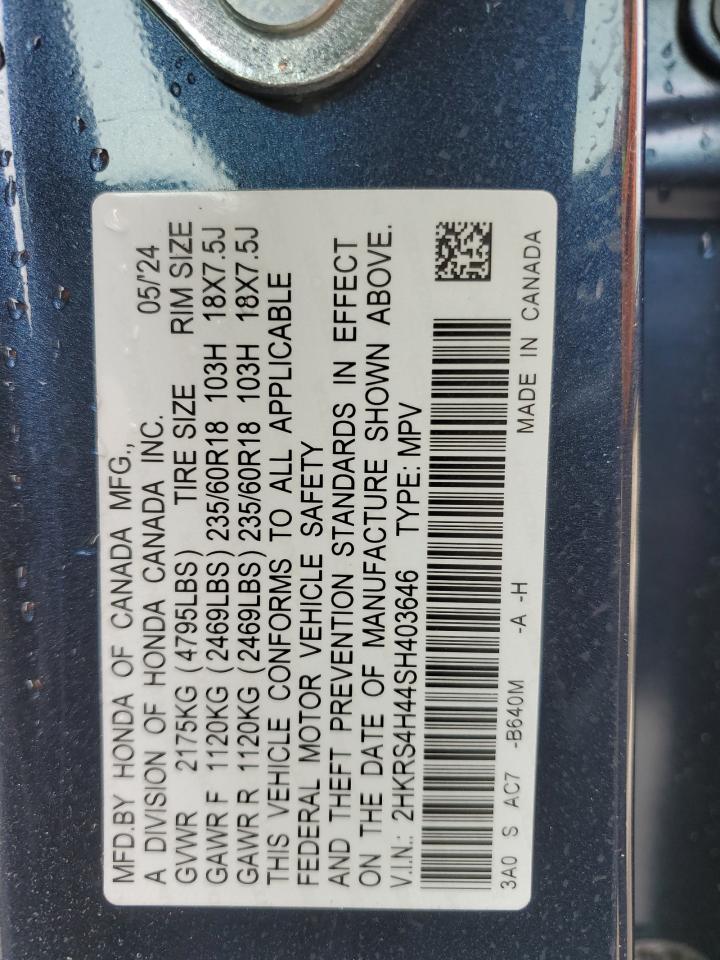 MFD.BY HONDA OF CANADA MFG.,
A DIVISION OF HONDA CANADA INC. 05/'24
GVWR 2175KG (4795LBS) TIRE SIZE RIM SIZE
GAWR F 1120KG (2469LBS) 235/60R18 103H 18X7.5J
GAWR R 1120KG (2469LBS) 235/60R18 103H 18X7.5J
THIS VEHICLE CONFORMS TO ALL APPLICABLE
FEDERAL MOTOR VEHICLE SAFETY
AND THEFT PREVENTION STANDARDS IN EFFECT
ON THE DATE OF MANUFACTURE SHOWN ABOVE.
V.I.N.: 2HKRS4H44SH403646 TYPE: MPV
3A0 S AC7 -B640M -A -H MADE IN CANADA